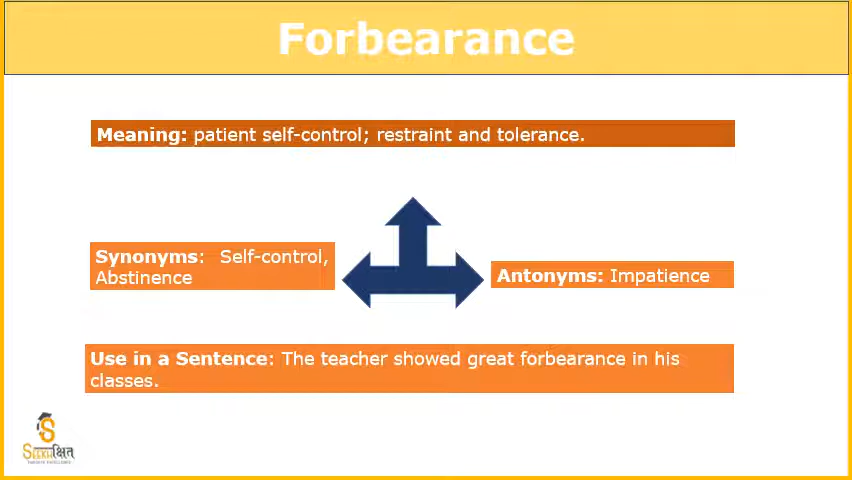 Forbearance
Meaning: patient self-control; restraint and tolerance.
Synonyms: Self-control,
Abstinence
Antonyms: Impatience
Use in a Sentence: The teacher showed great forbearance in his
classes.